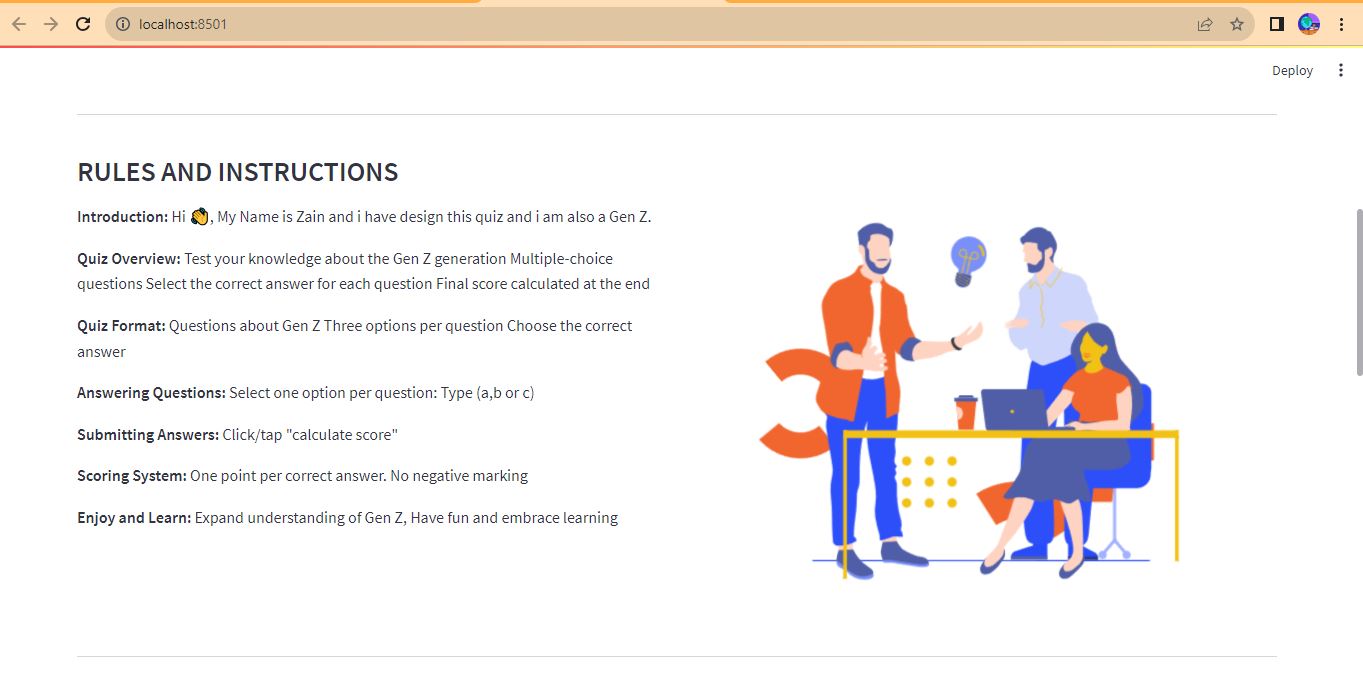 localhost:8501
Deploy
RULES AND INSTRUCTIONS
Introduction: Hi 👋, My Name is Zain and i have design this quiz and i am also a Gen Z.
Quiz Overview: Test your knowledge about the Gen Z generation Multiple-choice
questions Select the correct answer for each question Final score calculated at the end
Quiz Format: Questions about Gen Z Three options per question Choose the correct
answer
Answering Questions: Select one option per question: Type (a,b or c)
Submitting Answers: Click/tap "calculate score"
Scoring System: One point per correct answer. No negative marking
Enjoy and Learn: Expand understanding of Gen Z, Have fun and embrace learning